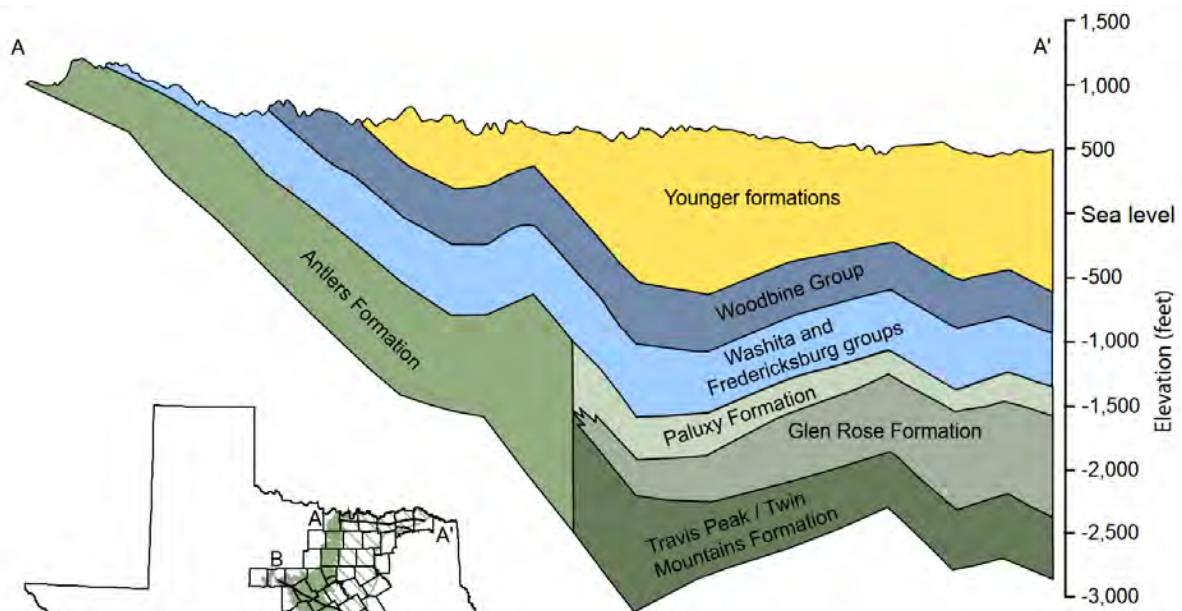 A
A'
1,500
1,000
500
Sea level
-500
-1,000
-1,500
-2,000
-2,500
-3,000
Elevation (feet)
Younger formations
Woodbine Group
Washita and
Fredericksburg groups
Paluxy Formation
Glen Rose Formation
Travis Peak / Twin
Mountains Formation
Antlers Formation
A
A'
B